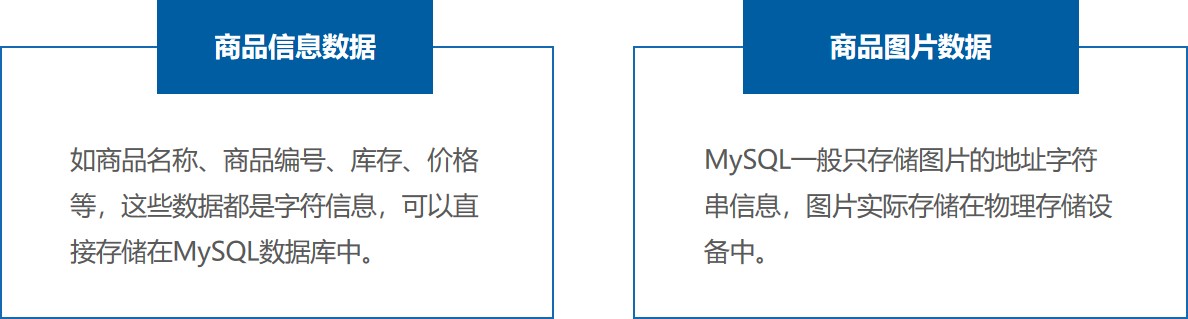 商品信息数据
如商品名称、商品编号、库存、价格
等，这些数据都是字符信息，可以直
接存储在MySQL数据库中。
商品图片数据
MySQL一般只存储图片的地址字符
串信息，图片实际存储在物理存储设
备中。